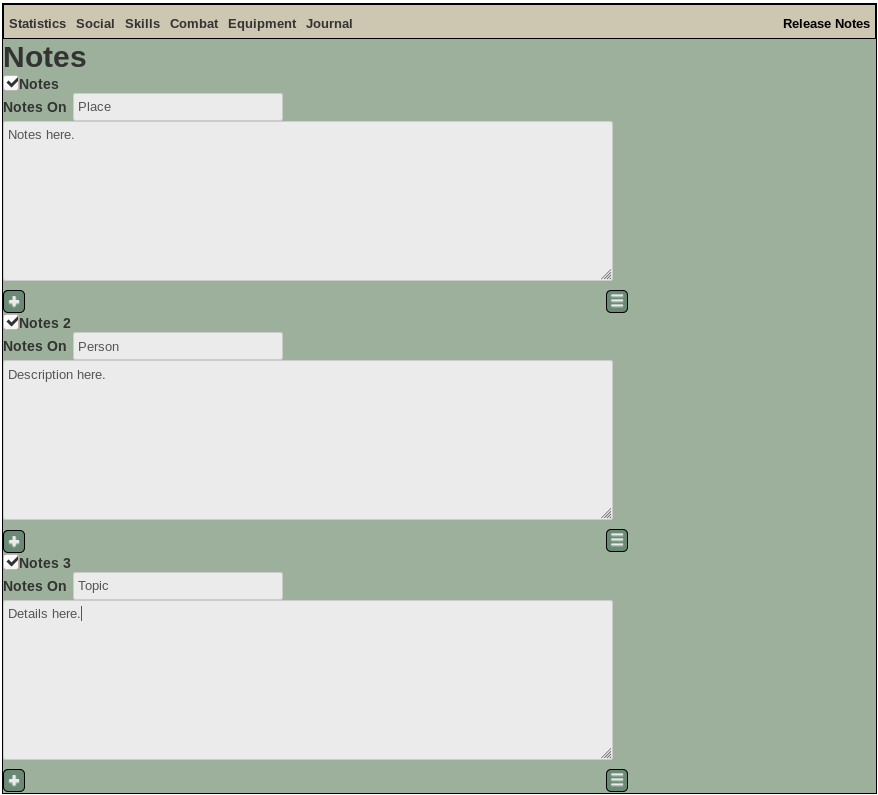 Statistics Social Skills Combat Equipment Journal Release Notes
Notes
Notes
Notes On Place
Notes here.
Notes 2
Notes On Person
Description here.
Notes 3
Notes On Topic
Details here.